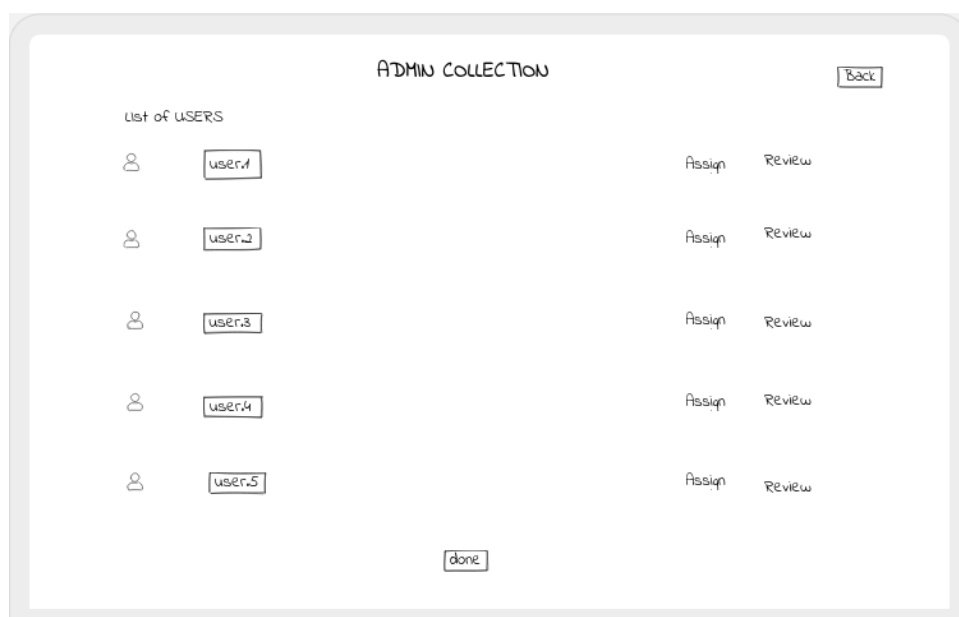 ADMIN COLLECTION
Back
List of USERS
user.1 Assign Review
user.2 Assign Review
user.3 Assign Review
user.4 Assign Review
user.5 Assign Review
done